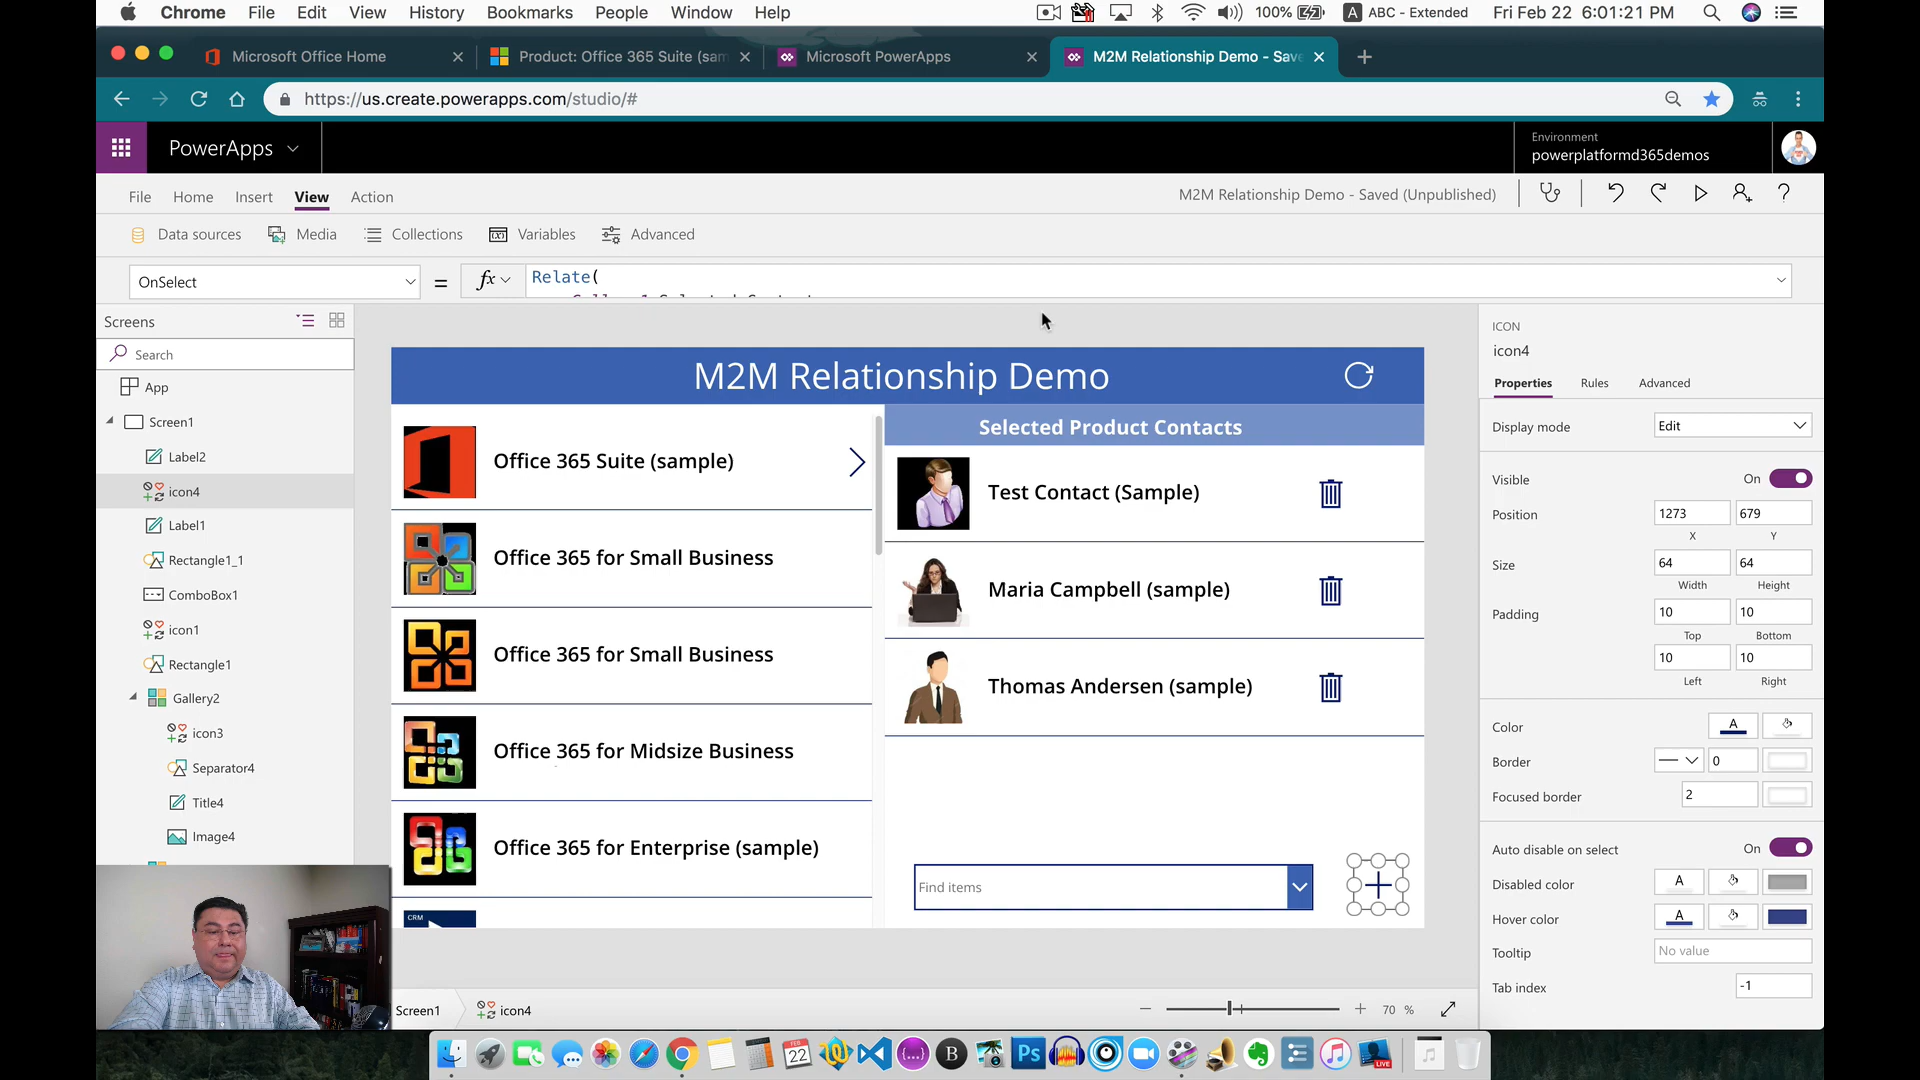 Chrome File Edit View History Bookmarks People Window Help 100% A ABC - Extended Fri Feb 22 6:01:21 PM
Microsoft Office Home Product: Office 365 Suite (sam Microsoft PowerApps M2M Relationship Demo - Save
https://us.create.powerapps.com/studio/#
PowerApps
Environment
powerplatformd365demos
File Home Insert View Action
M2M Relationship Demo - Saved (Unpublished)
Data sources Media Collections Variables Advanced
OnSelect = fx Relate(
Screens
Search
App
Screen1
Label2
icon4
Label1
Rectangle1_1
ComboBox1
icon1
Rectangle1
Gallery2
icon3
Separator4
Title4
Image4
M2M Relationship Demo
Office 365 Suite (sample)
Office 365 for Small Business
Office 365 for Small Business
Office 365 for Midsize Business
Office 365 for Enterprise (sample)
CRM
Selected Product Contacts
Test Contact (Sample)
Maria Campbell (sample)
Thomas Andersen (sample)
Find items
ICON
icon4
Properties Rules Advanced
Display mode Edit
Visible On
Position 1273 679
X Y
Size 64 64
Width Height
Padding 10 10
Top Bottom
10 10
Left Right
Color A
Border 0
Focused border 2
Auto disable on select On
Disabled color A
Hover color A
Tooltip No value
Tab index -1
Screen1 icon4
70 %
FEB
22
B
Ps
LIVE